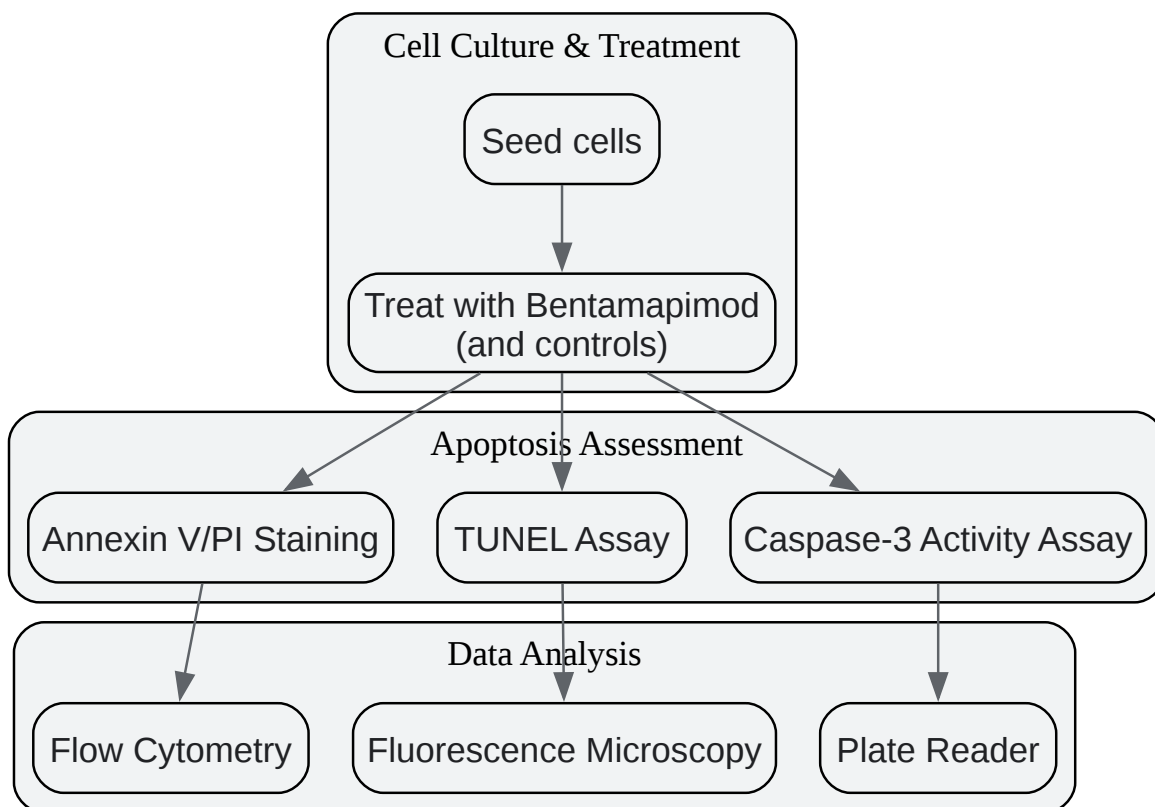 Cell Culture & Treatment
Seed cells
Treat with Bentamapimod
(and controls)
Apoptosis Assessment
Annexin V/PI Staining
TUNEL Assay
Caspase-3 Activity Assay
Data Analysis
Flow Cytometry
Fluorescence Microscopy
Plate Reader